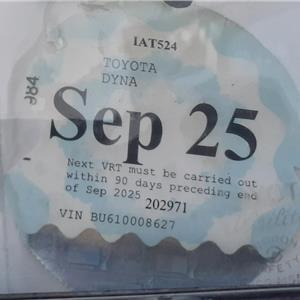 IAT524
TOYOTA
DYNA
Sep 25
Next VRT must be carried out
within 90 days preceding end
of Sep 2025 202971
VIN BU610008627